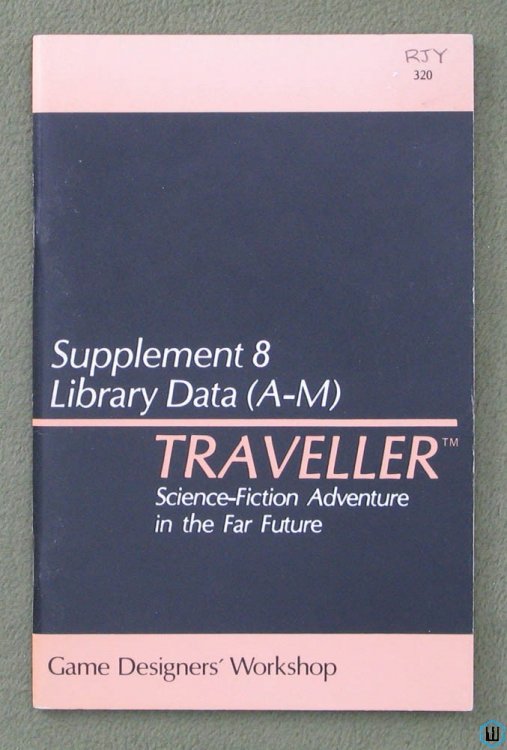 RJY
320
Supplement 8
Library Data (A-M)
TRAVELLER™
Science-Fiction Adventure
in the Far Future
Game Designers' Workshop
W